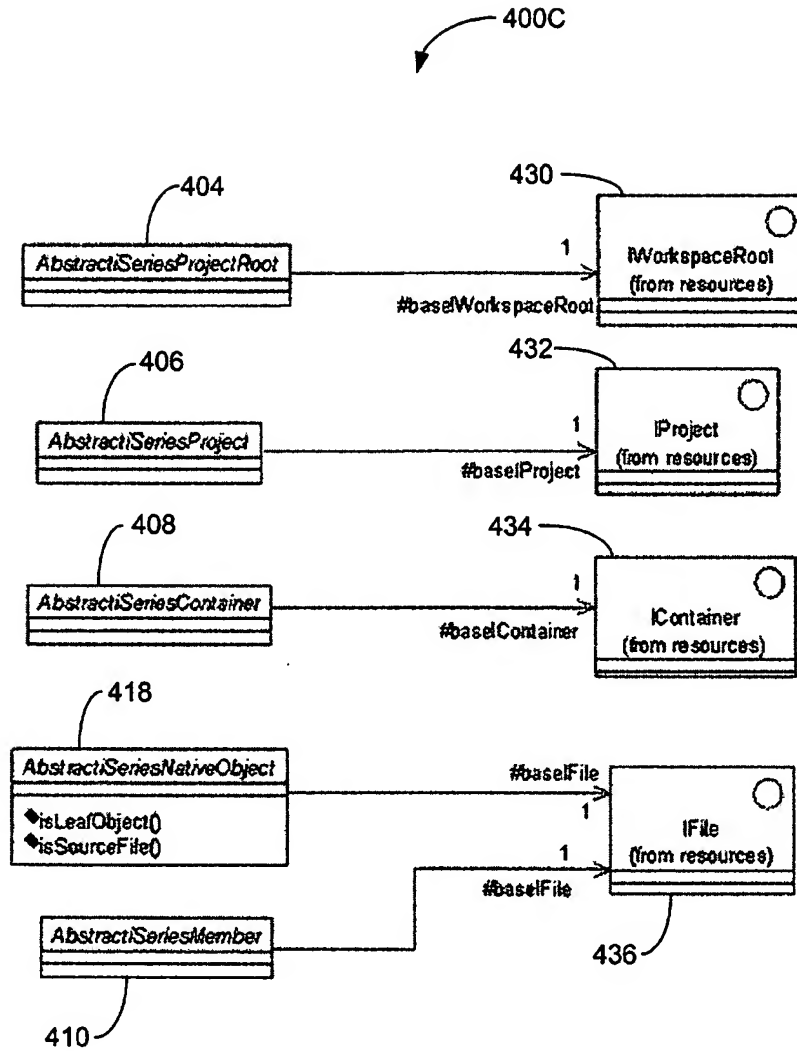 400C
404
430
AbstractiSeriesProjectRoot
1
IWorkspaceRoot
(from resources)
#baseIWorkspaceRoot
406
432
AbstractiSeriesProject
1
IProject
(from resources)
#baseIProject
408
434
AbstractiSeriesContainer
1
IContainer
(from resources)
#baseIContainer
418
AbstractiSeriesNativeObject
#baseIFile
1
isLeafObject()
isSourceFile()
IFile
(from resources)
1
#baseIFile
AbstractiSeriesMember
436
410